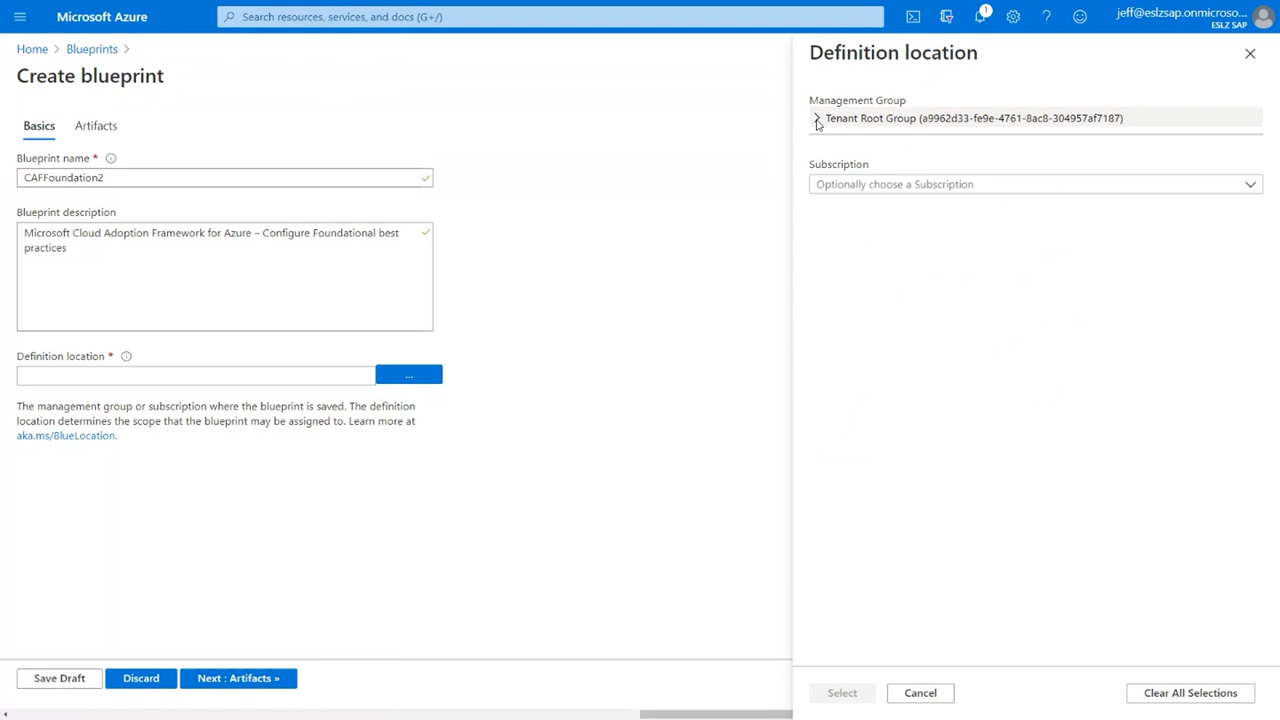 Microsoft Azure
Search resources, services, and docs (G+/)
1
jeff@eslzsap.onmicroso...
ESLZ SAP
Home > Blueprints >
Create blueprint
Basics
Artifacts
Blueprint name *
CAFFoundation2
Blueprint description
Microsoft Cloud Adoption Framework for Azure – Configure Foundational best
practices
Definition location *
...
The management group or subscription where the blueprint is saved. The definition
location determines the scope that the blueprint may be assigned to. Learn more at
aka.ms/BlueLocation.
Save Draft
Discard
Next : Artifacts »
Definition location
Management Group
Tenant Root Group (a9962d33-fe9e-4761-8ac8-304957af7187)
Subscription
Optionally choose a Subscription
Select
Cancel
Clear All Selections